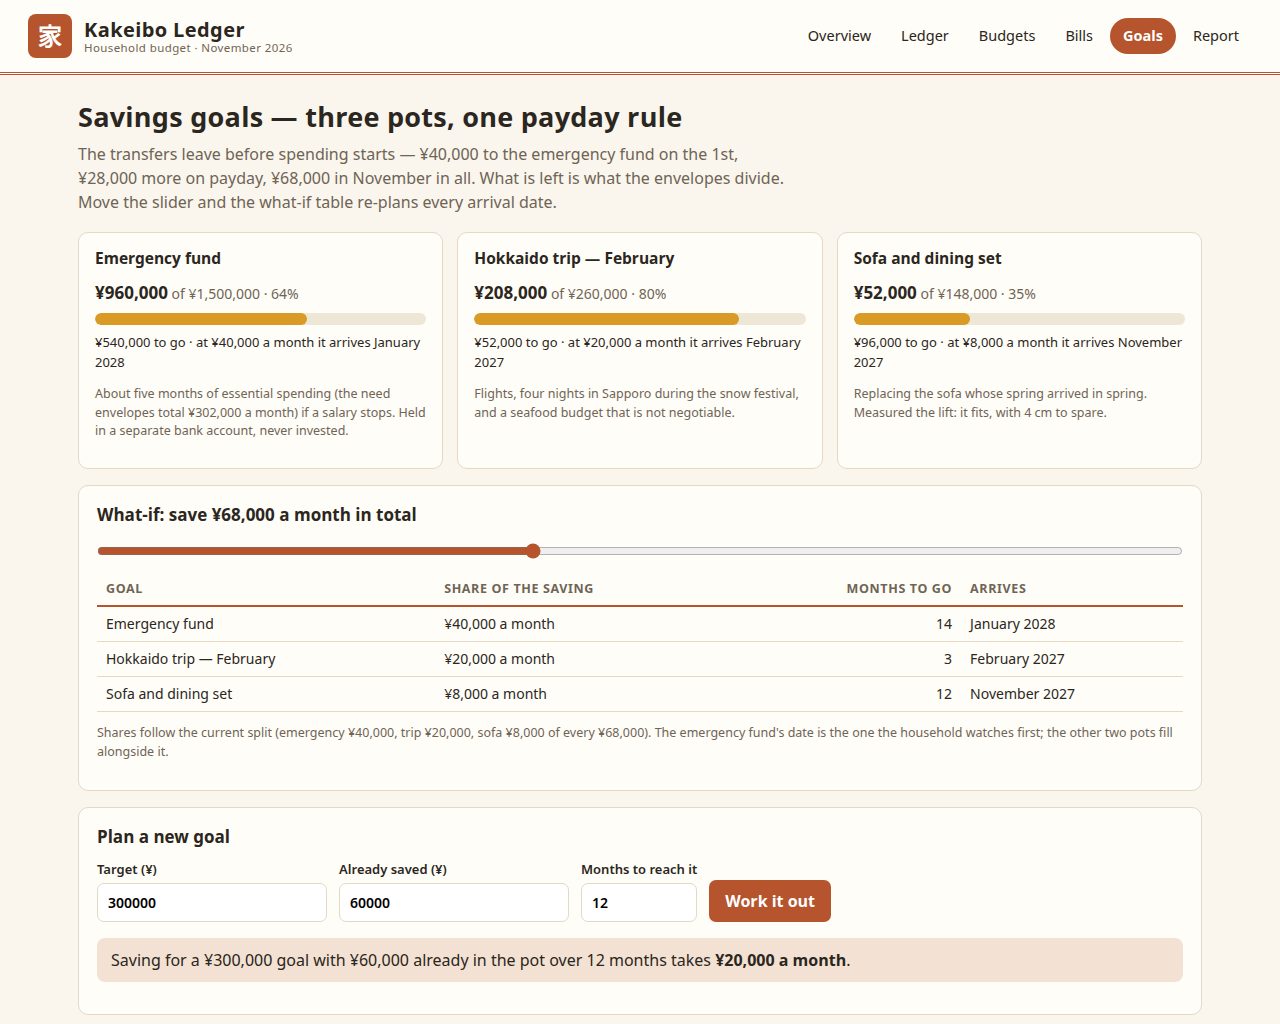 家
Kakeibo Ledger
Household budget · November 2026
Overview
Ledger
Budgets
Bills
Goals
Report
Savings goals — three pots, one payday rule
The transfers leave before spending starts — ¥40,000 to the emergency fund on the 1st,
¥28,000 more on payday, ¥68,000 in November in all. What is left is what the envelopes divide.
Move the slider and the what-if table re-plans every arrival date.
Emergency fund
¥960,000 of ¥1,500,000 · 64%
¥540,000 to go · at ¥40,000 a month it arrives January
2028
About five months of essential spending (the need
envelopes total ¥302,000 a month) if a salary stops. Held
in a separate bank account, never invested.
Hokkaido trip — February
¥208,000 of ¥260,000 · 80%
¥52,000 to go · at ¥20,000 a month it arrives February
2027
Flights, four nights in Sapporo during the snow festival,
and a seafood budget that is not negotiable.
Sofa and dining set
¥52,000 of ¥148,000 · 35%
¥96,000 to go · at ¥8,000 a month it arrives November
2027
Replacing the sofa whose spring arrived in spring.
Measured the lift: it fits, with 4 cm to spare.
What-if: save ¥68,000 a month in total
GOAL SHARE OF THE SAVING MONTHS TO GO ARRIVES
Emergency fund ¥40,000 a month 14 January 2028
Hokkaido trip — February ¥20,000 a month 3 February 2027
Sofa and dining set ¥8,000 a month 12 November 2027
Shares follow the current split (emergency ¥40,000, trip ¥20,000, sofa ¥8,000 of every ¥68,000). The emergency fund's date is the one the household watches first; the other two pots fill
alongside it.
Plan a new goal
Target (¥) Already saved (¥) Months to reach it
300000 60000 12 Work it out
Saving for a ¥300,000 goal with ¥60,000 already in the pot over 12 months takes ¥20,000 a month.